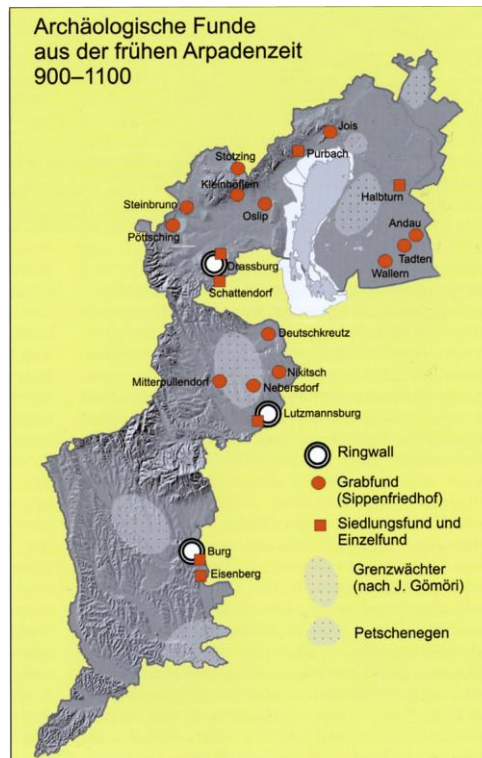 Archäologische Funde
aus der frühen Arpadenzeit
900–1100
Jois
Purbach
Stotzing
Kleinhöflein
Halbturn
Steinbrunn
Oslip
Pöttsching
Andau
Tadten
Wallern
Drassburg
Schattendorf
Deutschkreutz
Nikitsch
Mitterpullendorf
Nebersdorf
Lutzmannsburg
Ringwall
Grabfund
(Sippenfriedhof)
Siedlungsfund und
Einzelfund
Burg
Eisenberg
Grenzwächter
(nach J. Gömöri)
Petschenegen